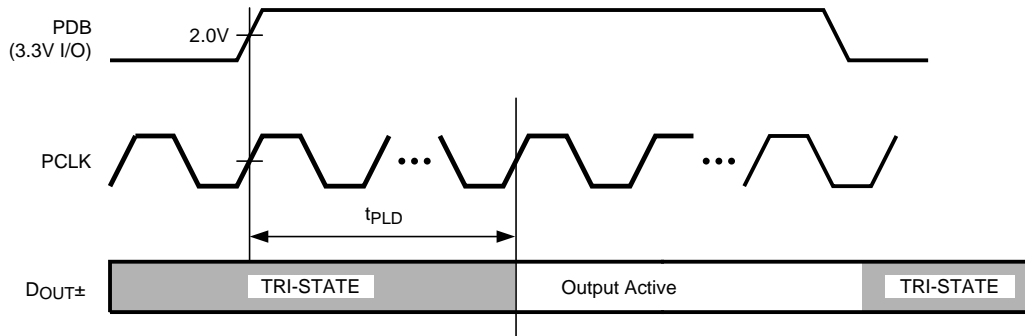 PDB
(3.3V I/O)
2.0V
PCLK
tPLD
DOUT±
TRI-STATE
Output Active
TRI-STATE